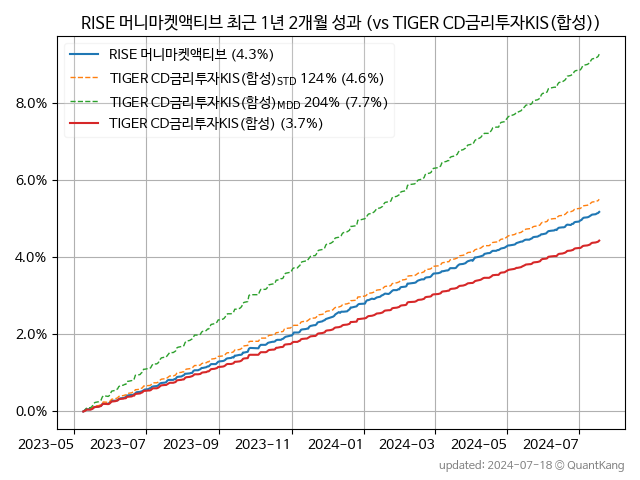 RISE 머니마켓액티브 최근 1년 2개월 성과 (vs TIGER CD금리투자KIS(합성))
RISE 머니마켓액티브 (4.3%)
TIGER CD금리투자KIS(합성)STD 124% (4.6%)
TIGER CD금리투자KIS(합성)MDD 204% (7.7%)
TIGER CD금리투자KIS(합성) (3.7%)
8.0%
6.0%
4.0%
2.0%
0.0%
2023-05 2023-07 2023-09 2023-11 2024-01 2024-03 2024-05 2024-07
updated: 2024-07-18 © QuantKang